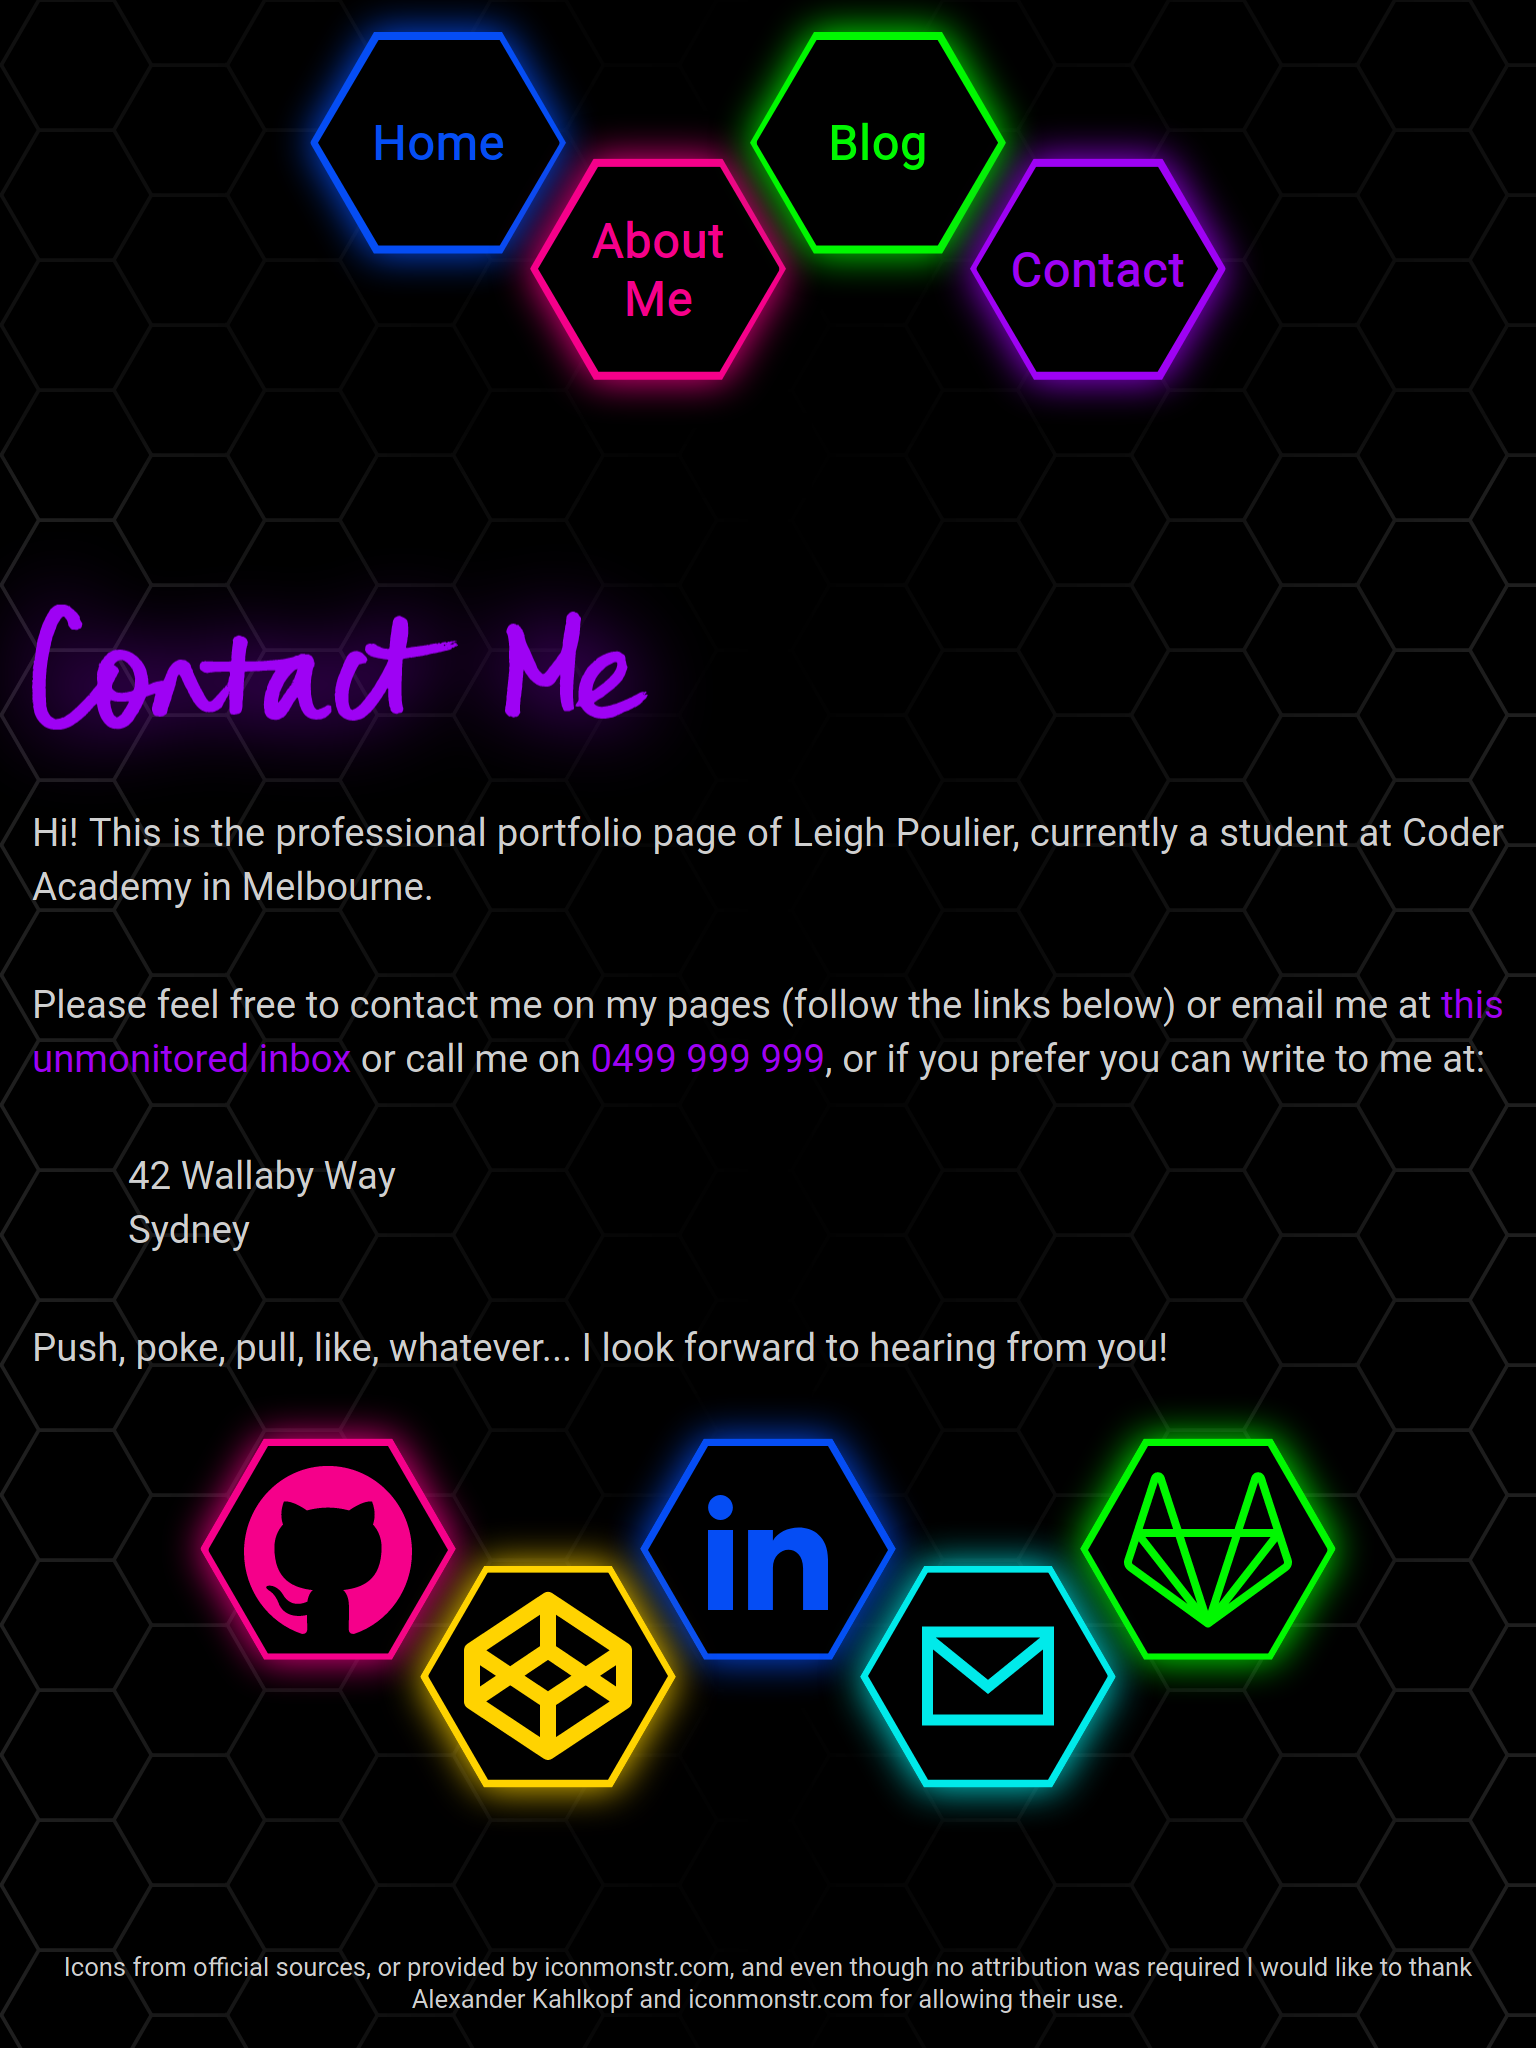 Home
Blog
About
Me
Contact
Contact Me
Hi! This is the professional portfolio page of Leigh Poulier, currently a student at Coder
Academy in Melbourne.
Please feel free to contact me on my pages (follow the links below) or email me at this
unmonitored inbox or call me on 0499 999 999, or if you prefer you can write to me at:
42 Wallaby Way
Sydney
Push, poke, pull, like, whatever... I look forward to hearing from you!
in
Icons from official sources, or provided by iconmonstr.com, and even though no attribution was required I would like to thank
Alexander Kahlkopf and iconmonstr.com for allowing their use.